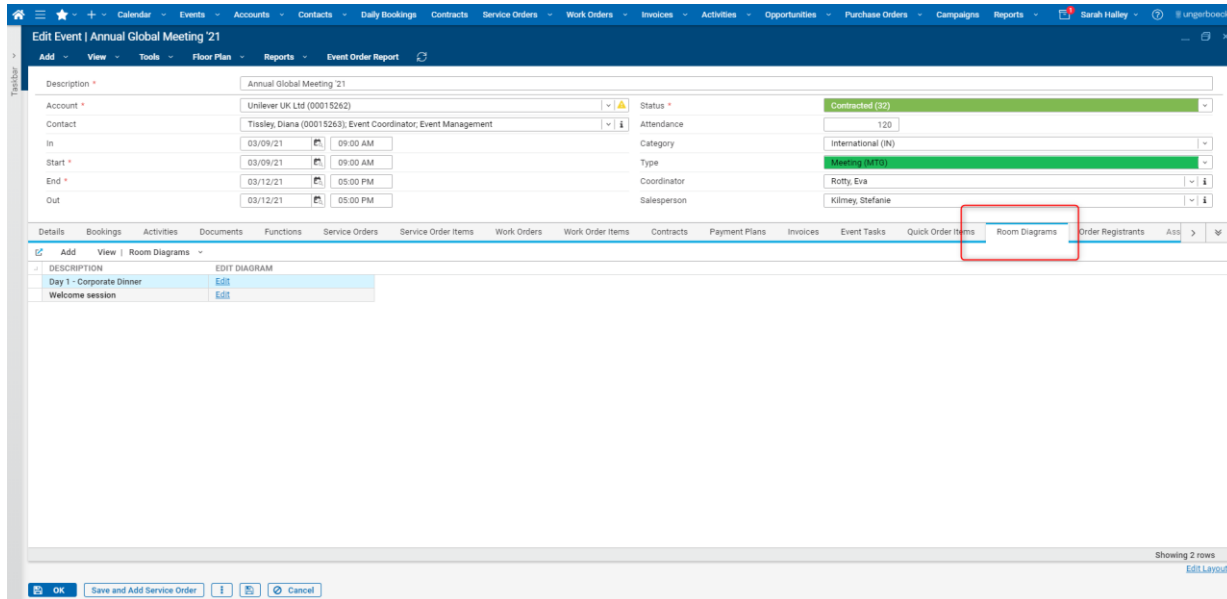 Calendar Events Accounts Contacts Daily Bookings Contracts Service Orders Work Orders Invoices Activities Opportunities Purchase Orders Campaigns Reports 1 Sarah Halley ? ungerboeck
Edit Event | Annual Global Meeting '21
Add View Tools Floor Plan Reports Event Order Report
Taskbar
Description * Annual Global Meeting '21
Account * Unilever UK Ltd (00015262) Status * Contracted (32)
Contact Tissley, Diana (00015263); Event Coordinator; Event Management Attendance 120
In 03/09/21 09:00 AM Category International (IN)
Start * 03/09/21 09:00 AM Type Meeting (MTG)
End * 03/12/21 05:00 PM Coordinator Rotty, Eva
Out 03/12/21 05:00 PM Salesperson Kilmey, Stefanie
Details Bookings Activities Documents Functions Service Orders Service Order Items Work Orders Work Order Items Contracts Payment Plans Invoices Event Tasks Quick Order Items Room Diagrams Order Registrants Ass
Add View | Room Diagrams
DESCRIPTION EDIT DIAGRAM
Day 1 - Corporate Dinner Edit
Welcome session Edit
Showing 2 rows
Edit Layout
OK Save and Add Service Order Cancel